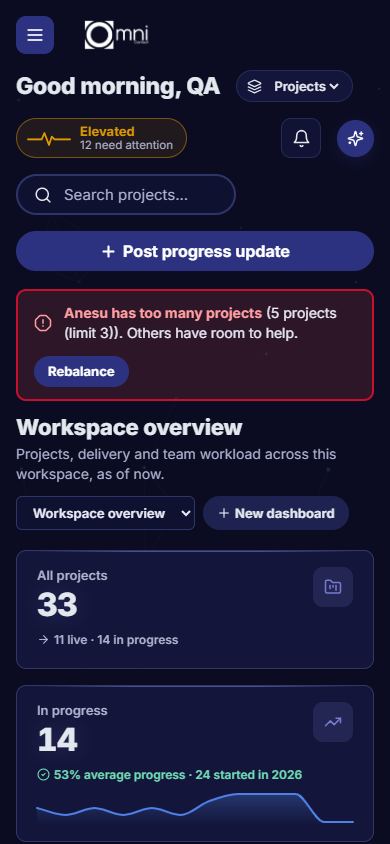 Omni
Good morning, QA
Projects
Elevated
12 need attention
Search projects...
+ Post progress update
Anesu has too many projects (5 projects
(limit 3)). Others have room to help.
Rebalance
Workspace overview
Projects, delivery and team workload across this
workspace, as of now.
Workspace overview
+ New dashboard
All projects
33
→ 11 live · 14 in progress
In progress
14
53% average progress · 24 started in 2026